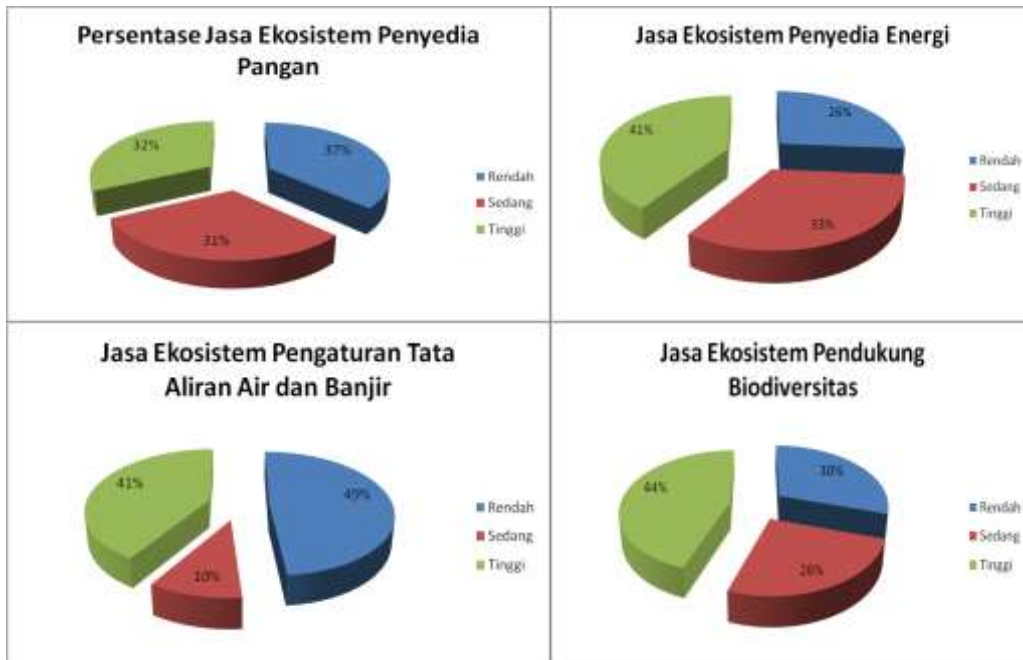 Persentase Jasa Ekosistem Penyedia
Pangan
32%
37%
31%
Rendah
Sedang
Tinggi
Jasa Ekosistem Penyedia Energi
41%
26%
33%
Rendah
Sedang
Tinggi
Jasa Ekosistem Pengaturan Tata
Aliran Air dan Banjir
41%
49%
10%
Rendah
Sedang
Tinggi
Jasa Ekosistem Pendukung
Biodiversitas
44%
30%
26%
Rendah
Sedang
Tinggi